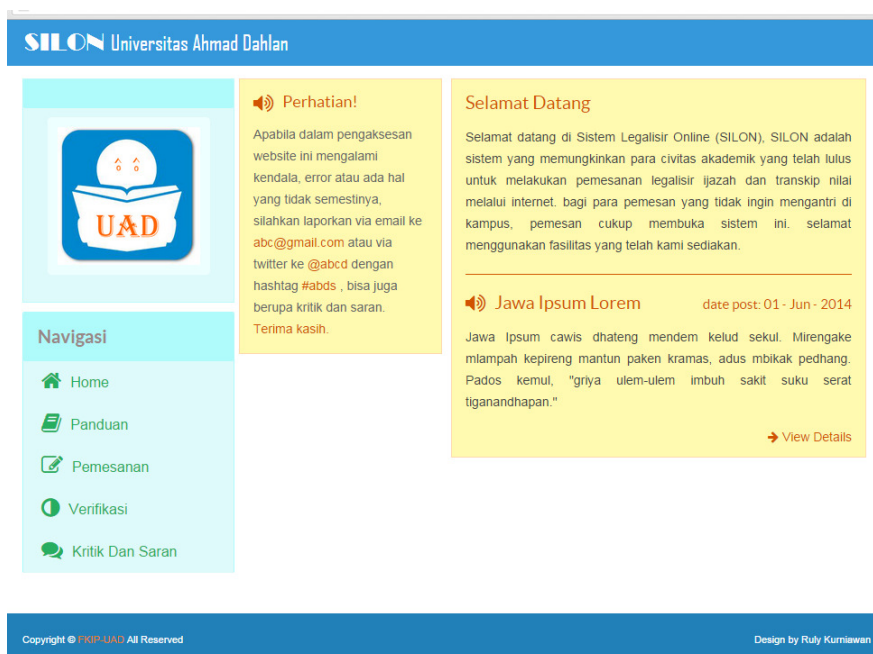 SILON Universitas Ahmad Dahlan
UAD
Navigasi
Home
Panduan
Pemesanan
Verifikasi
Kritik Dan Saran
Perhatian!
Apabila dalam pengaksesan
website ini mengalami
kendala, error atau ada hal
yang tidak semestinya,
silahkan laporkan via email ke
abc@gmail.com atau via
twitter ke @abcd dengan
hashtag #abds , bisa juga
berupa kritik dan saran.
Terima kasih.
Selamat Datang
Selamat datang di Sistem Legalisir Online (SILON), SILON adalah
sistem yang memungkinkan para civitas akademik yang telah lulus
untuk melakukan pemesanan legalisir ijazah dan transkip nilai
melalui internet. bagi para pemesan yang tidak ingin mengantri di
kampus, pemesan cukup membuka sistem ini. selamat
menggunakan fasilitas yang telah kami sediakan.
Jawa Ipsum Lorem date post: 01 - Jun - 2014
Jawa Ipsum cawis dhateng mendem kelud sekul. Mirengake
mlampah kepireng mantun paken kramas, adus mbikak pedhang.
Pados kemul, "griya ulem-ulem imbuh sakit suku serat
tiganandhapan."
View Details
Copyright © FKIP-UAD All Reserved
Design by Ruly Kurniawan